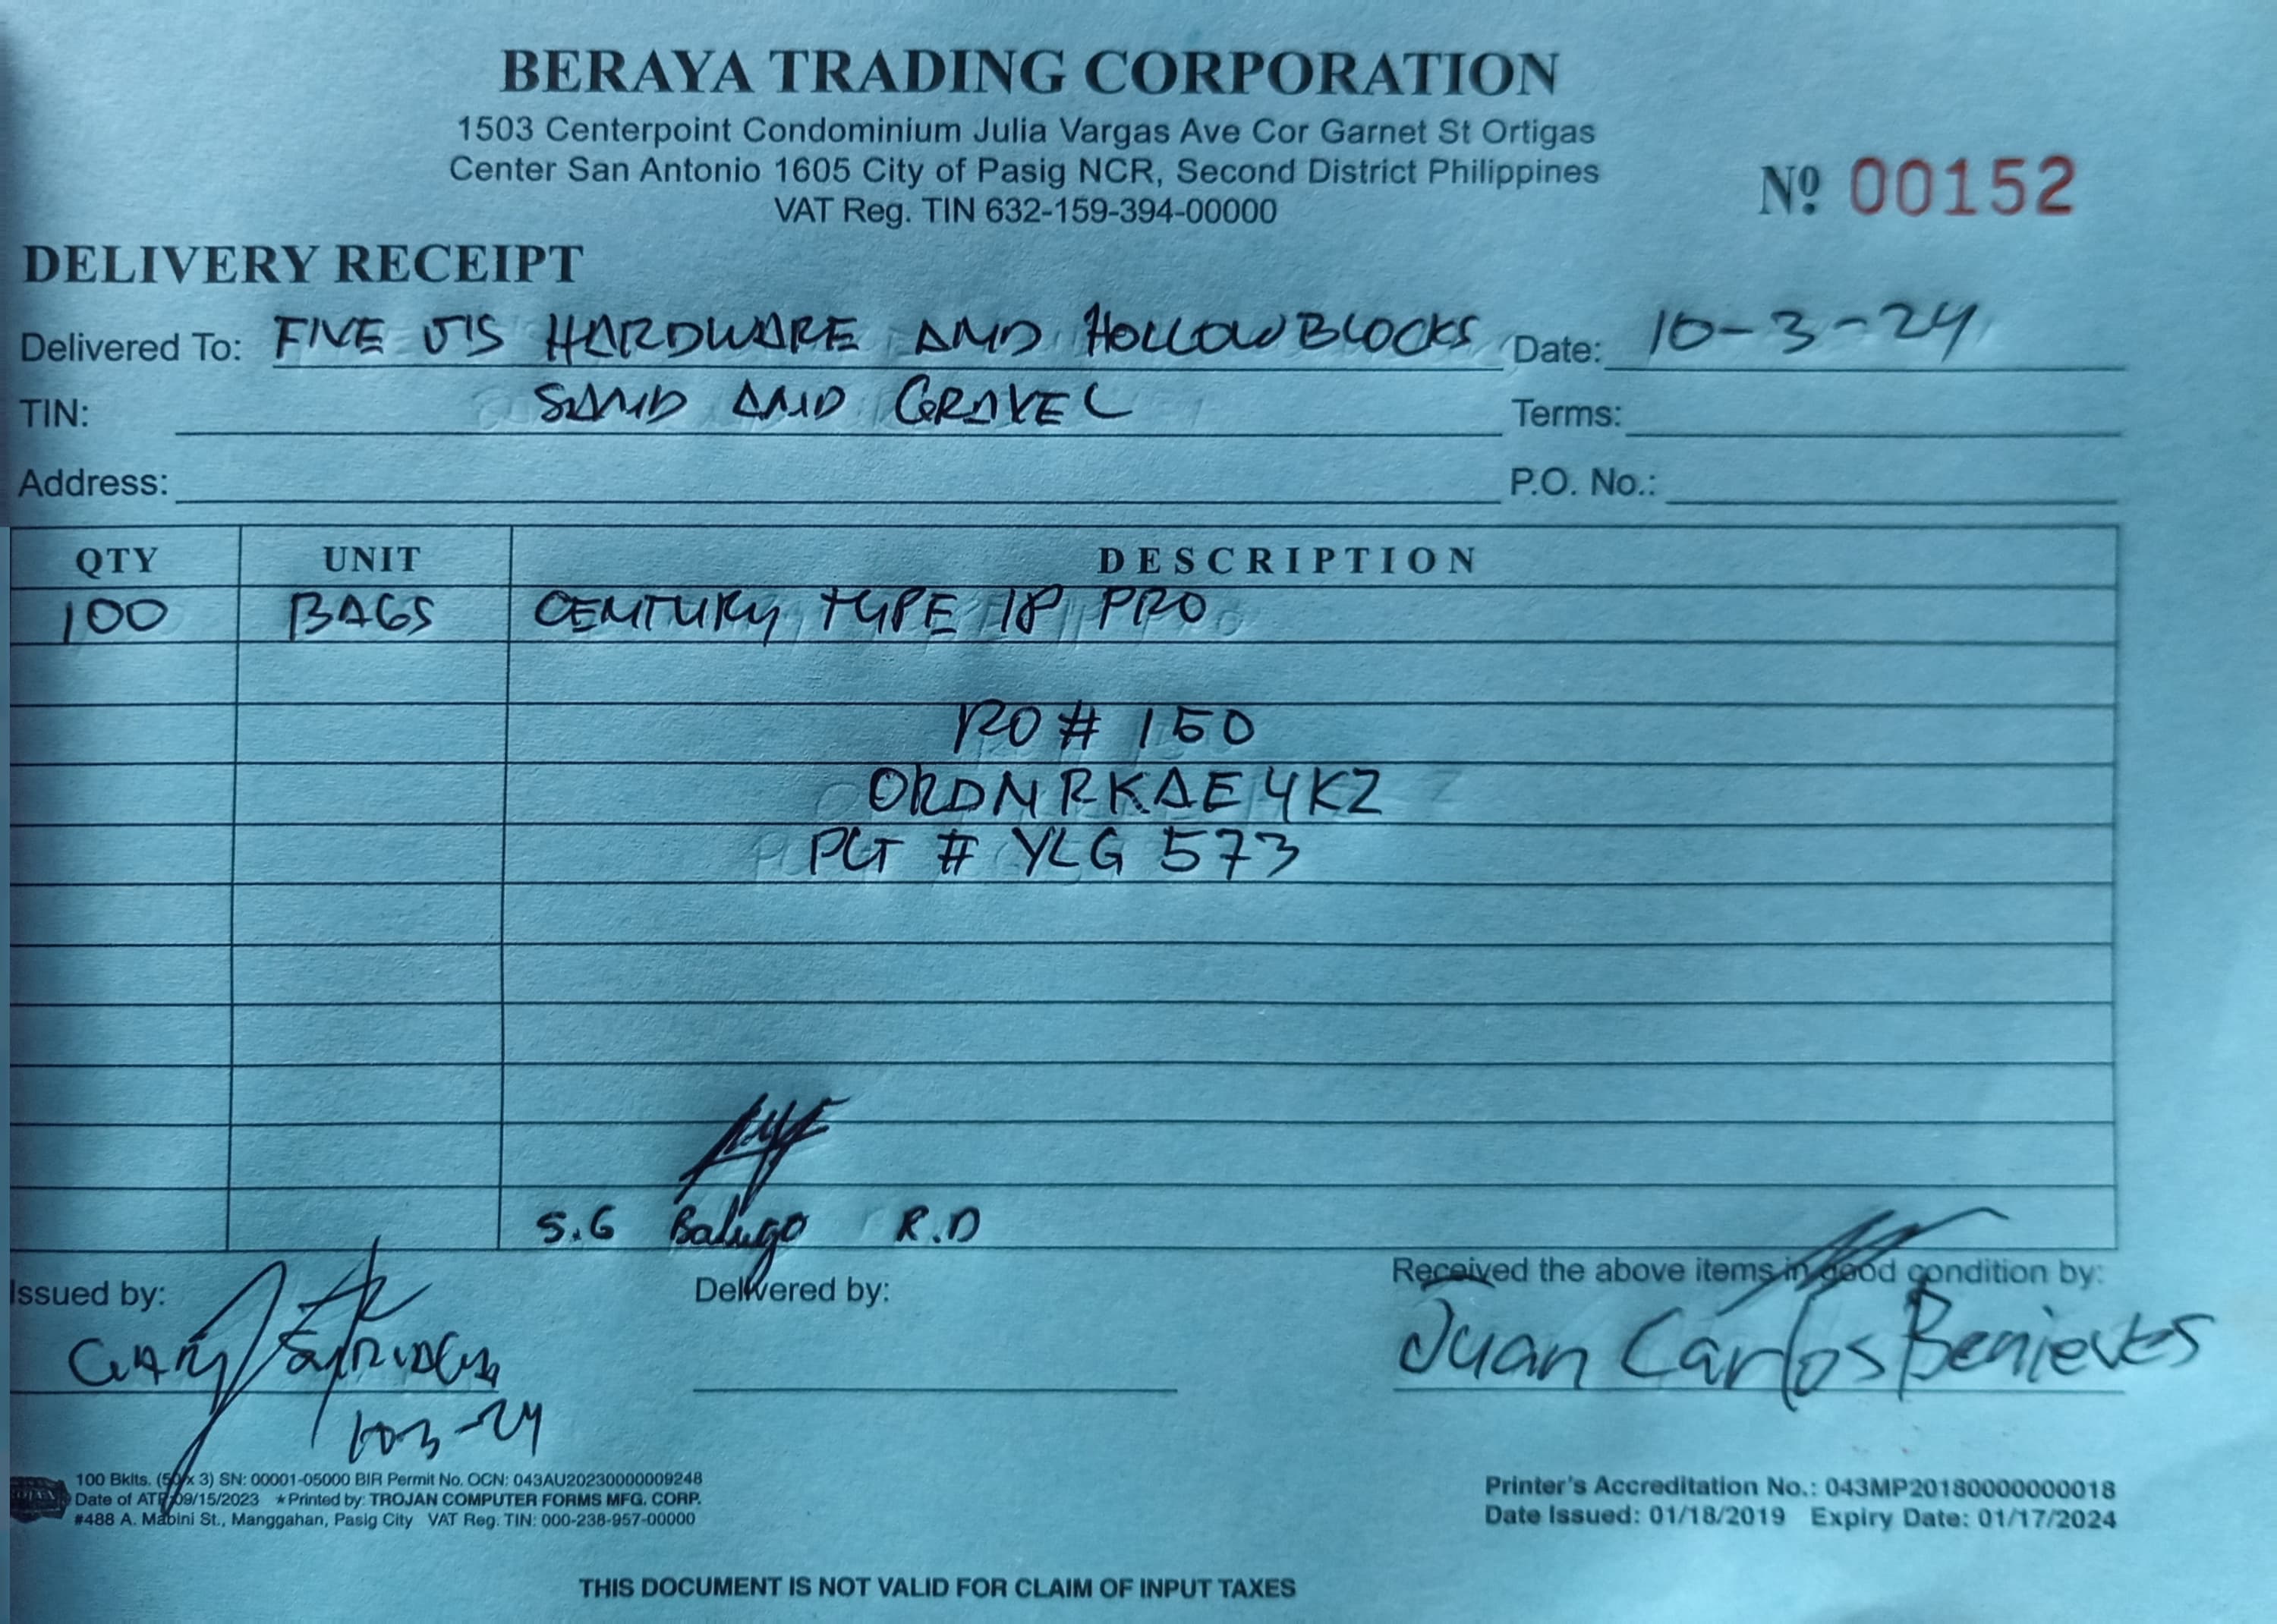 BERAYA TRADING CORPORATION
1503 Centerpoint Condominium Julia Vargas Ave Cor Garnet St Ortigas
Center San Antonio 1605 City of Pasig NCR, Second District Philippines
VAT Reg. TIN 632-159-394-00000
Nº 00152
DELIVERY RECEIPT
Delivered To: FIVE J'S HARDWARE AND HOLLOWBLOCKS Date: 10-3-24
SAND AND GRAVEL
TIN: Terms:
Address: P.O. No.:
QTY UNIT DESCRIPTION
100 BAGS CENTURY TYPE 1P PRO
PO # 150
ORDMRKAE4KZ
PLT # YLG 573
S.G Balugo R.D
Issued by: Delivered by: Received the above items in good condition by:
GARY Juan Carlos Benieves
10-3-24
100 Bklts. (50 x 3) SN: 00001-05000 BIR Permit No. OCN: 043AU20230000009248
Date of ATP: 09/15/2023 ★Printed by: TROJAN COMPUTER FORMS MFG. CORP.
#488 A. Mabini St., Manggahan, Pasig City VAT Reg. TIN: 000-238-957-00000
Printer's Accreditation No.: 043MP20180000000018
Date Issued: 01/18/2019 Expiry Date: 01/17/2024
THIS DOCUMENT IS NOT VALID FOR CLAIM OF INPUT TAXES